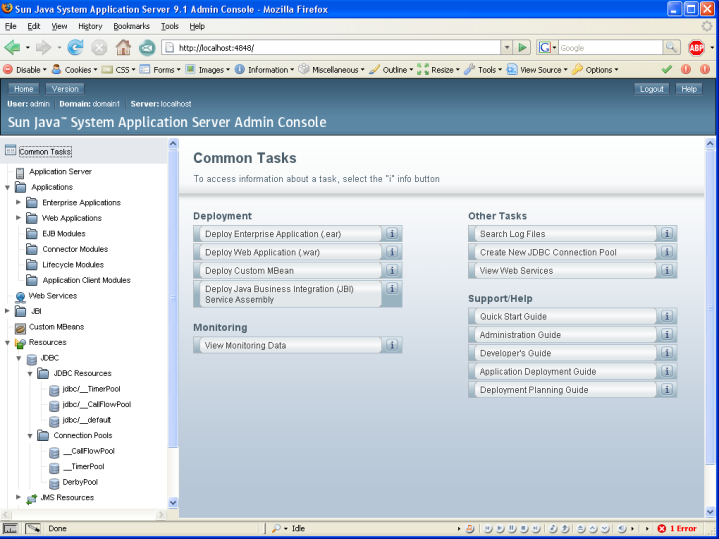 Sun Java System Application Server 9.1 Admin Console - Mozilla Firefox
File Edit View History Bookmarks Tools Help
http://localhost:4848/
Google
ABP
Disable Cookies CSS Forms Images Information Miscellaneous Outline Resize Tools View Source Options
Home Version Logout Help
User: admin Domain: domain1 Server: localhost
Sun Java™ System Application Server Admin Console
Common Tasks
Application Server
Applications
Enterprise Applications
Web Applications
EJB Modules
Connector Modules
Lifecycle Modules
Application Client Modules
Web Services
JBI
Custom MBeans
Resources
JDBC
JDBC Resources
jdbc/__TimerPool
jdbc/__CallFlowPool
jdbc/__default
Connection Pools
__CallFlowPool
__TimerPool
DerbyPool
JMS Resources
Common Tasks
To access information about a task, select the "i" info button
Deployment
Deploy Enterprise Application (.ear) i
Deploy Web Application (.war) i
Deploy Custom MBean i
Deploy Java Business Integration (JBI) i
Service Assembly
Monitoring
View Monitoring Data i
Other Tasks
Search Log Files i
Create New JDBC Connection Pool i
View Web Services i
Support/Help
Quick Start Guide i
Administration Guide i
Developer's Guide i
Application Deployment Guide i
Deployment Planning Guide i
Done Idle 1 Error